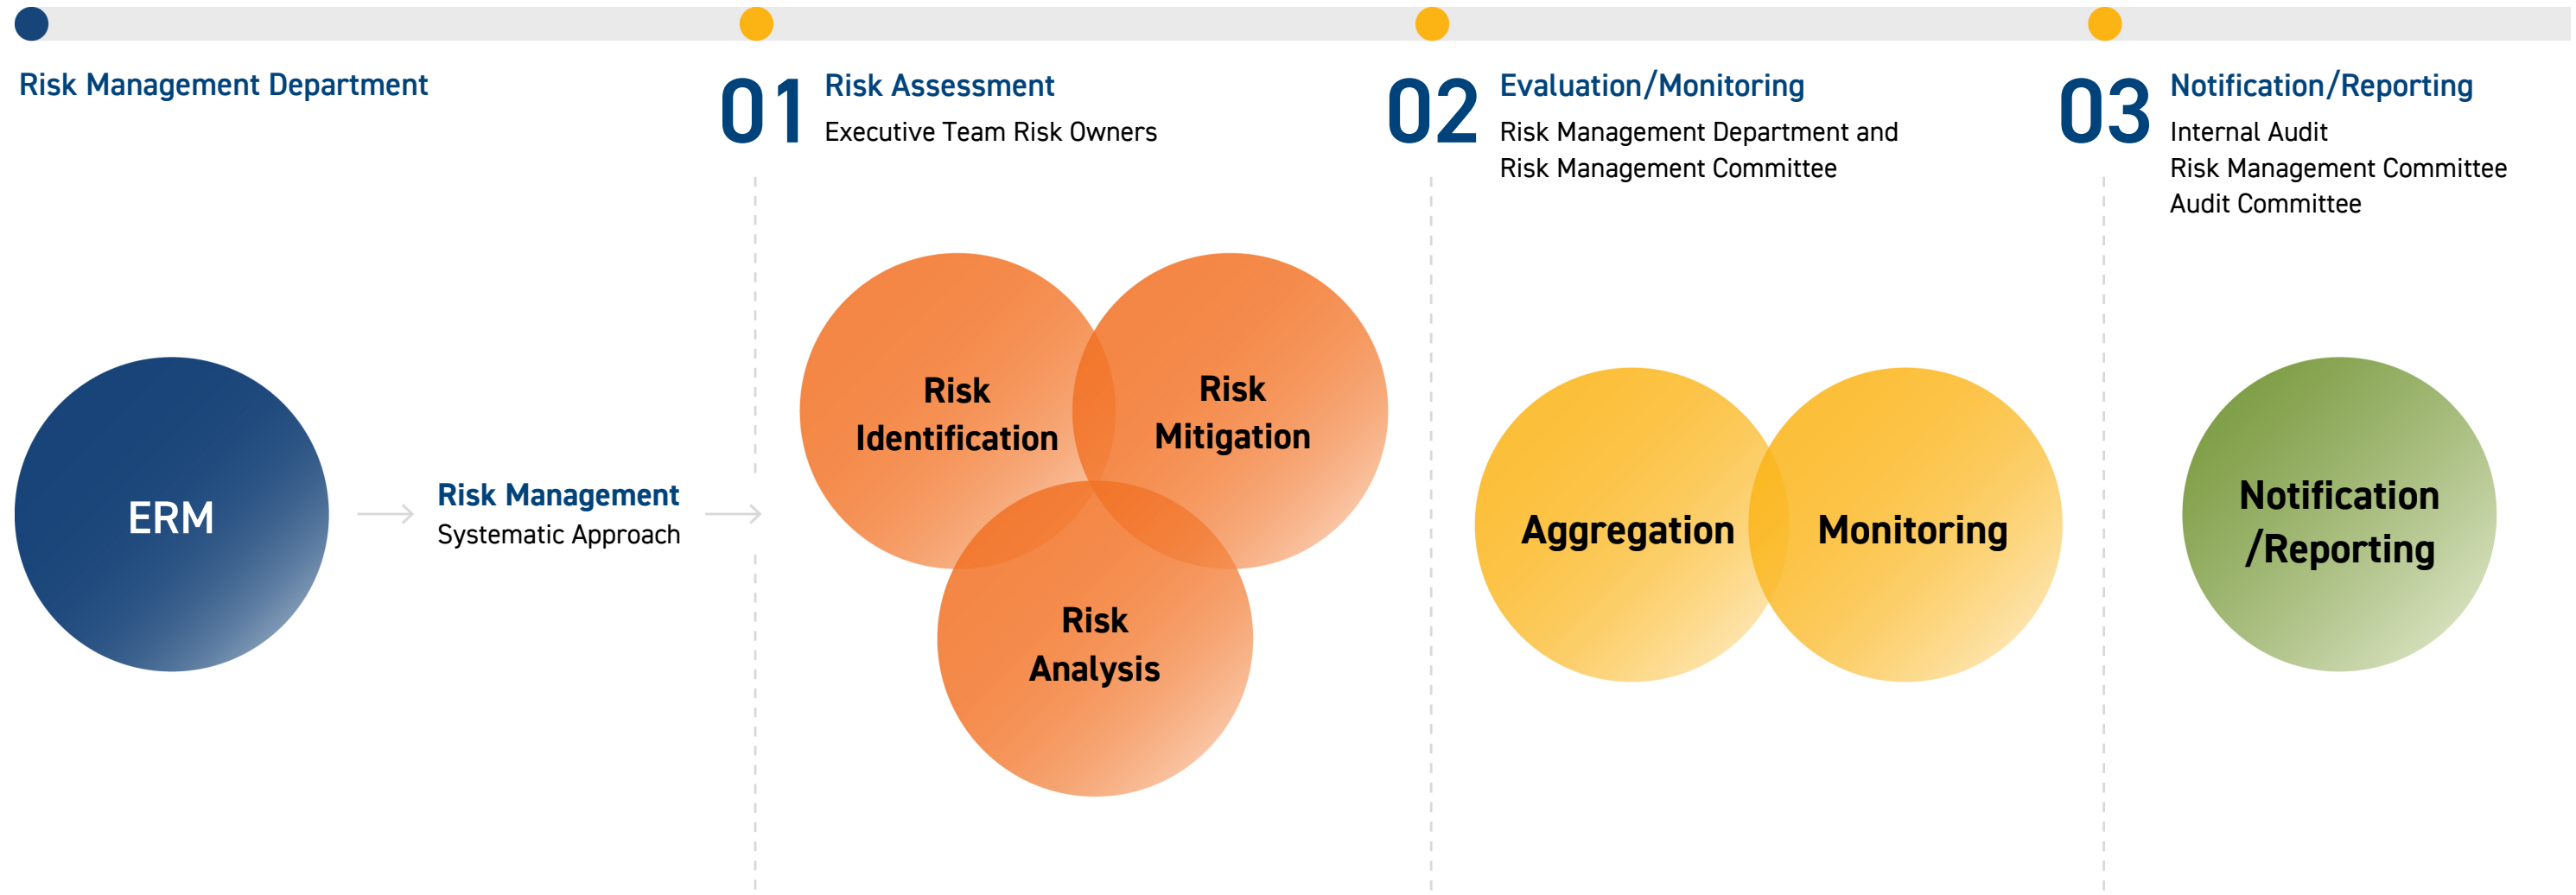 Risk Management Department
01
Risk Assessment
Executive Team Risk Owners
02
Evaluation/Monitoring
Risk Management Department and
Risk Management Committee
03
Notification/Reporting
Internal Audit
Risk Management Committee
Audit Committee
ERM
Risk Management
Systematic Approach
Risk
Identification
Risk
Mitigation
Risk
Analysis
Aggregation
Monitoring
Notification
/Reporting